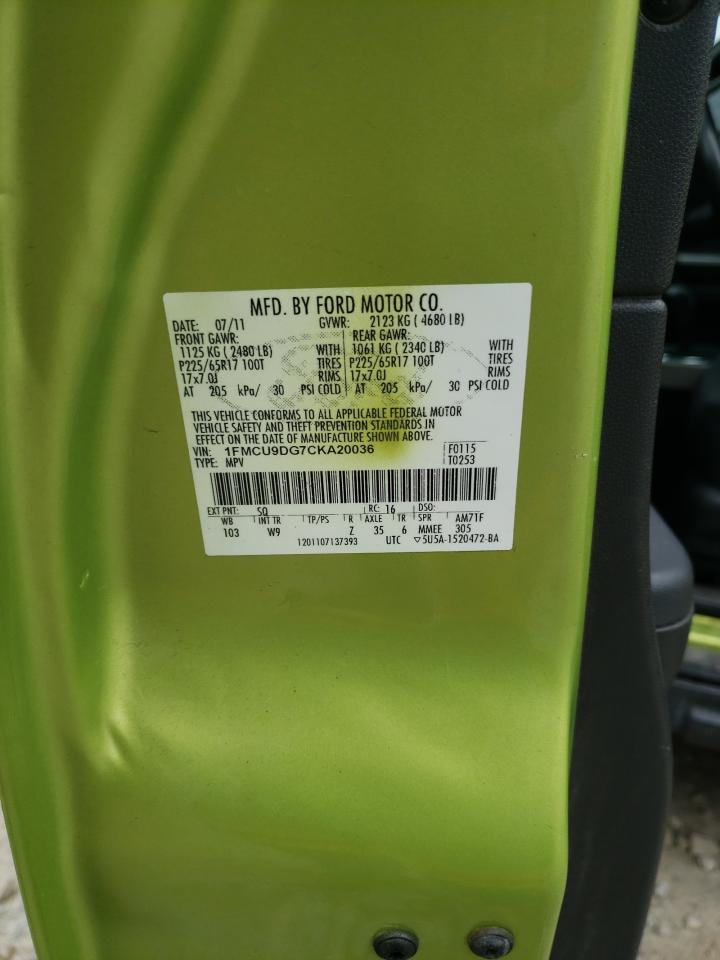 MFD. BY FORD MOTOR CO.
DATE: 07/11 GVWR: 2123 KG ( 4680 LB)
FRONT GAWR: REAR GAWR:
1125 KG ( 2480 LB) WITH 1061 KG ( 2340 LB) WITH
P225/65R17 100T TIRES P225/65R17 100T TIRES
17x7.0J RIMS 17x7.0J RIMS
AT 205 kPa/ 30 PSI COLD AT 205 kPa/ 30 PSI COLD
THIS VEHICLE CONFORMS TO ALL APPLICABLE FEDERAL MOTOR
VEHICLE SAFETY AND THEFT PREVENTION STANDARDS IN
EFFECT ON THE DATE OF MANUFACTURE SHOWN ABOVE.
VIN: 1FMCU9DG7CKA20036 F0115
TYPE: MPV T0253
EXT PNT: SQ RC: 16 DSO:
WB INT TR TP/PS R AXLE TR SPR AM71F
103 W9 Z 35 6 MMEE 305
1201107137393 UTC ▽5U5A-1520472-BA